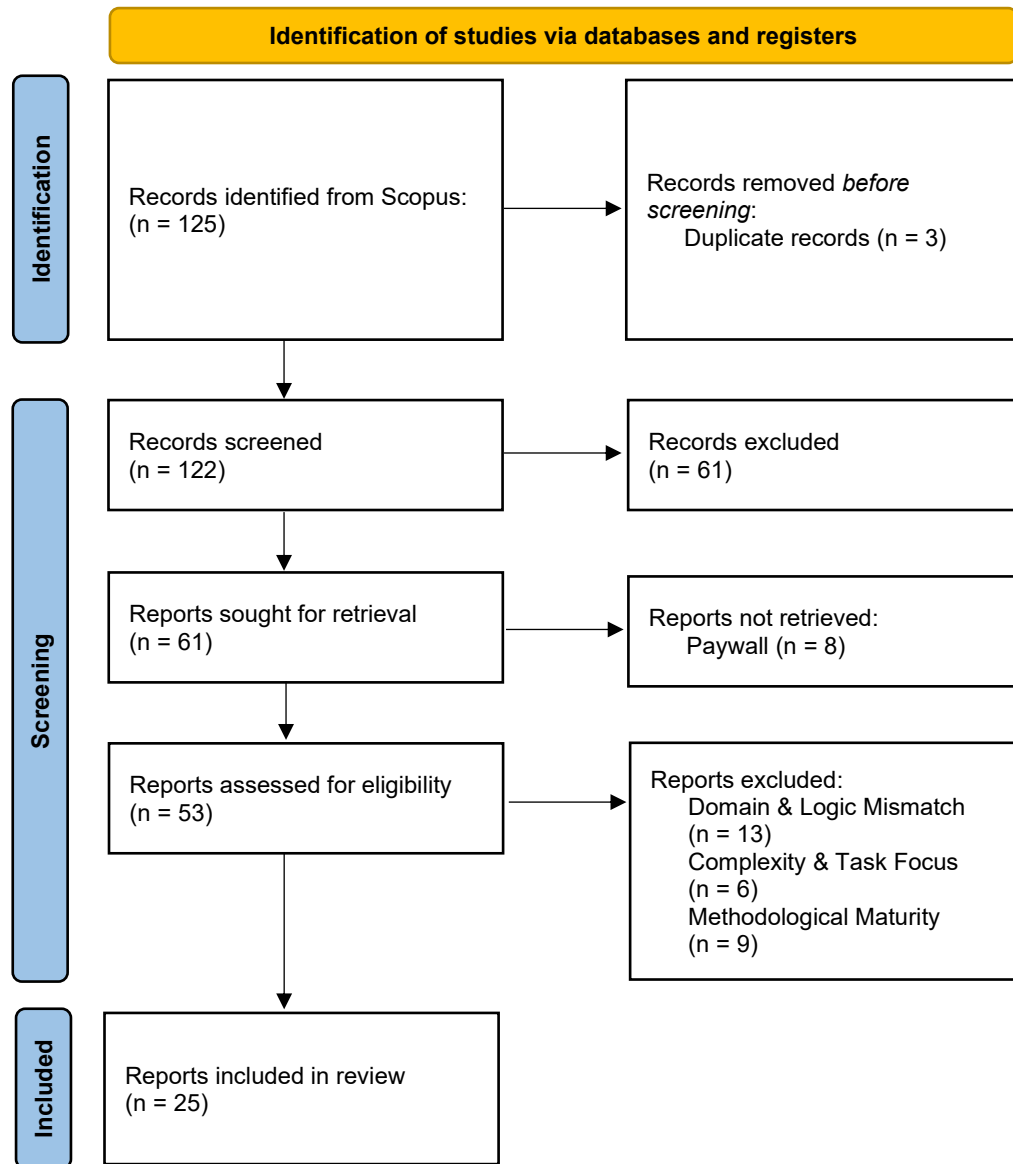 Identification of studies via databases and registers
Identification
Records identified from Scopus:
(n = 125)
Records removed before
screening:
Duplicate records (n = 3)
Screening
Records screened
(n = 122)
Records excluded
(n = 61)
Reports sought for retrieval
(n = 61)
Reports not retrieved:
Paywall (n = 8)
Reports assessed for eligibility
(n = 53)
Reports excluded:
Domain & Logic Mismatch
(n = 13)
Complexity & Task Focus
(n = 6)
Methodological Maturity
(n = 9)
Included
Reports included in review
(n = 25)